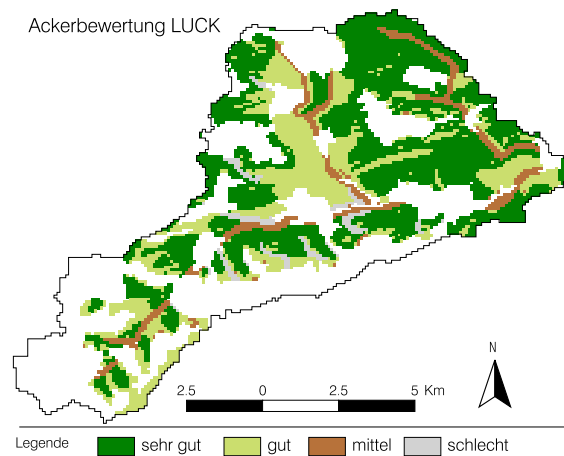 Ackerbewertung LUCK
N
2.5 0 2.5 5 Km
Legende sehr gut gut mittel schlecht